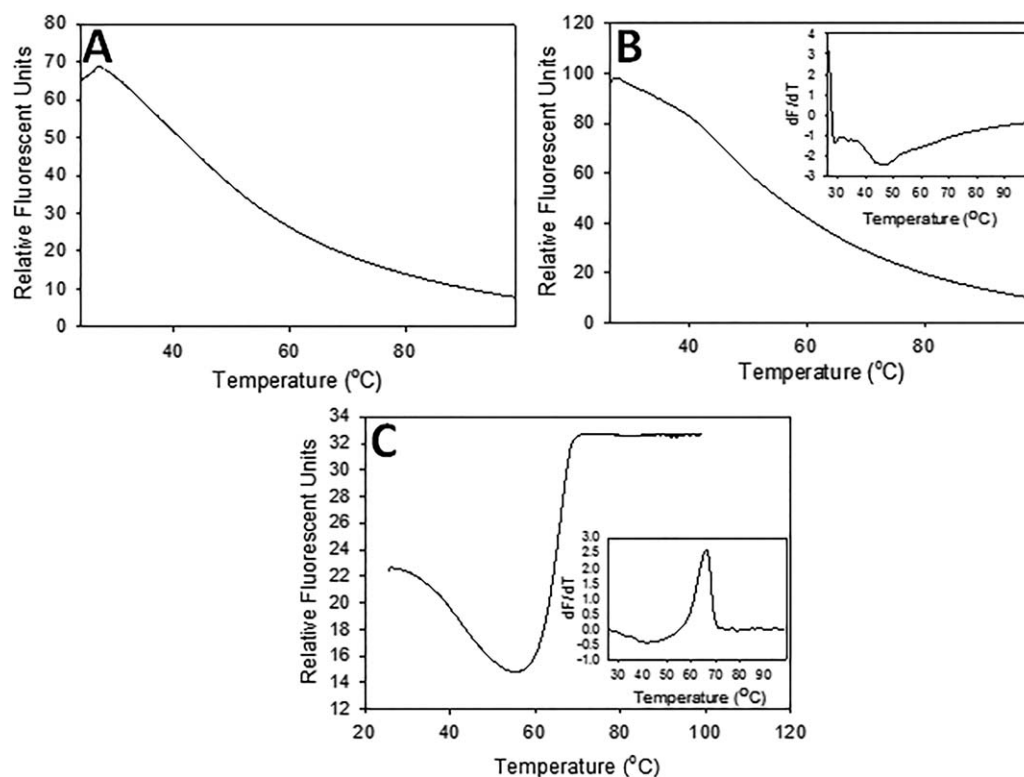 A
80
70
60
50
40
30
20
10
0
Relative Fluorescent Units
40 60 80
Temperature (°C)
B
120
100
80
60
40
20
0
Relative Fluorescent Units
40 60 80
Temperature (°C)
4
3
2
1
0
-1
-2
-3
dF/dT
30 40 50 60 70 80 90
Temperature (°C)
C
34
32
30
28
26
24
22
20
18
16
14
12
Relative Fluorescent Units
20 40 60 80 100 120
Temperature (°C)
3.0
2.5
2.0
1.5
1.0
0.5
0.0
-0.5
-1.0
dF/dT
30 40 50 60 70 80 90
Temperature (°C)